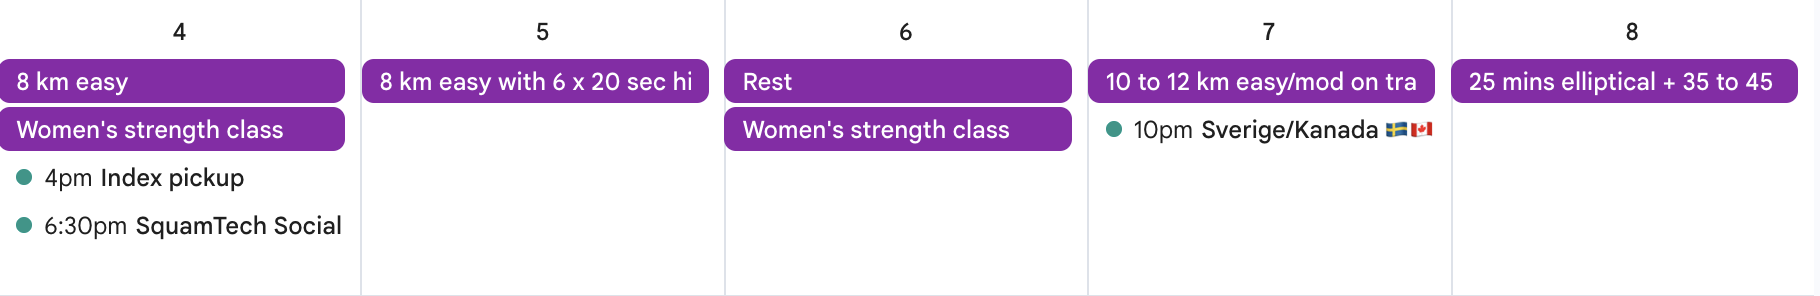 4
8 km easy
Women's strength class
4pm Index pickup
6:30pm SquamTech Social
5
8 km easy with 6 x 20 sec hi
6
Rest
Women's strength class
7
10 to 12 km easy/mod on tra
10pm Sverige/Kanada 🇸🇪🇨🇦
8
25 mins elliptical + 35 to 45